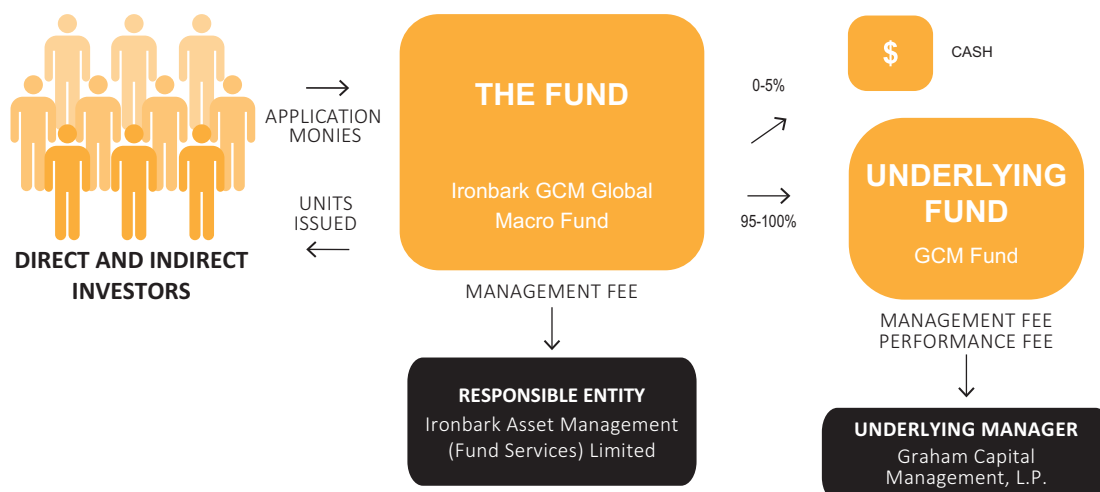 APPLICATION
MONIES
UNITS
ISSUED
DIRECT AND INDIRECT
INVESTORS
THE FUND
Ironbark GCM Global
Macro Fund
MANAGEMENT FEE
RESPONSIBLE ENTITY
Ironbark Asset Management
(Fund Services) Limited
0-5%
95-100%
$
CASH
UNDERLYING
FUND
GCM Fund
MANAGEMENT FEE
PERFORMANCE FEE
UNDERLYING MANAGER
Graham Capital
Management, L.P.